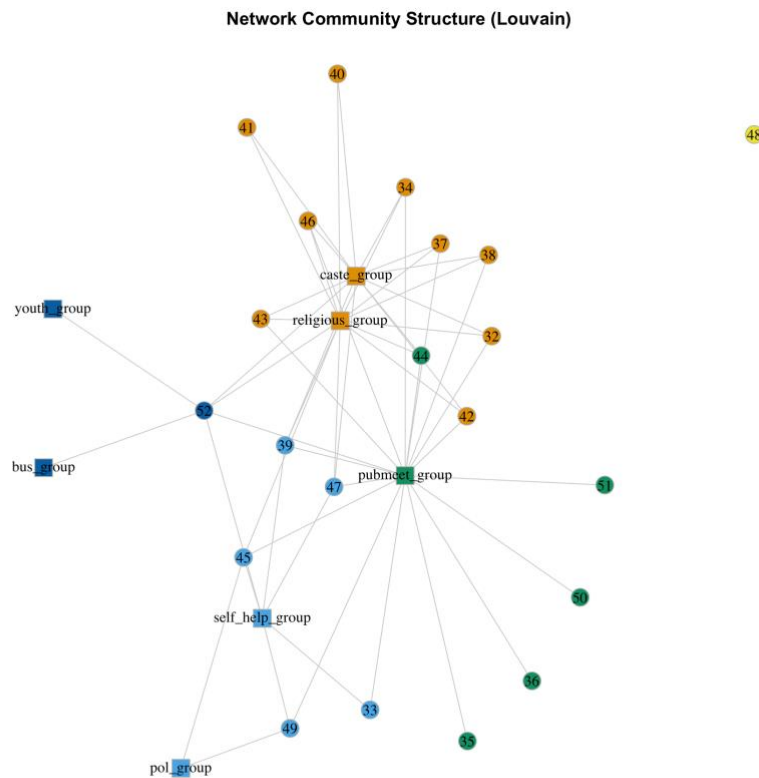 Network Community Structure (Louvain)
40
41
48
34
46
37
38
caste_group
youth_group
43
religious_group
32
44
52
42
39
bus_group
pubmeet_group
47
51
45
50
self_help_group
36
33
49
35
pol_group